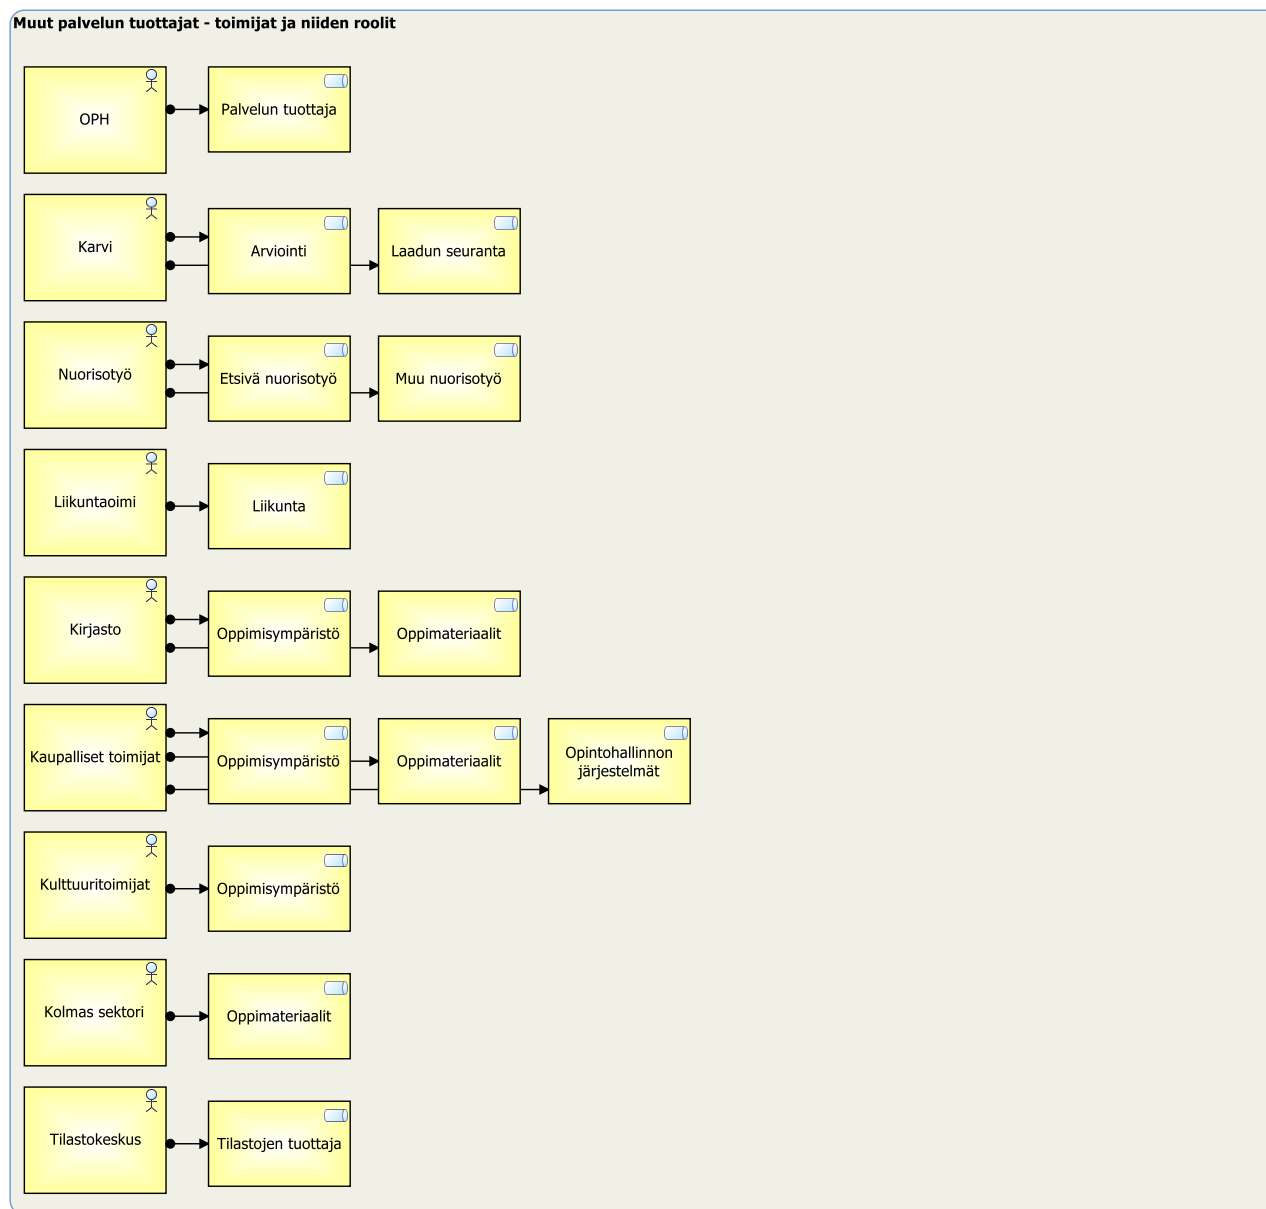 Muut palvelun tuottajat - toimijat ja niiden roolit
OPH
Palvelun tuottaja
Karvi
Arviointi
Laadun seuranta
Nuorisotyö
Etsivä nuorisotyö
Muu nuorisotyö
Liikuntaoimi
Liikunta
Kirjasto
Oppimisympäristö
Oppimateriaalit
Kaupalliset toimijat
Oppimisympäristö
Oppimateriaalit
Opintohallinnon
järjestelmät
Kulttuuritoimijat
Oppimisympäristö
Kolmas sektori
Oppimateriaalit
Tilastokeskus
Tilastojen tuottaja